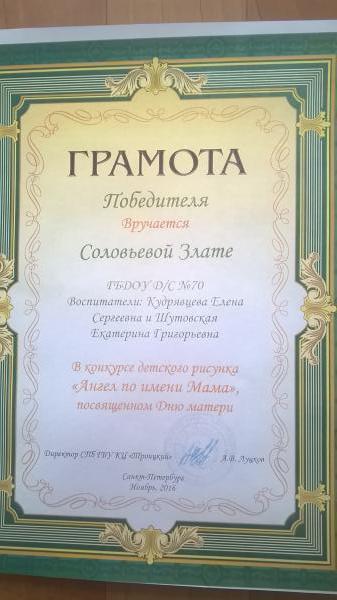 ГРАМОТА
Победителя
Вручается
Соловьевой Злате
ГБДОУ Д/С №70
Воспитатели: Кудрявцева Елена
Сергеевна и Шутовская
Екатерина Григорьевна
В конкурсе детского рисунка
«Ангел по имени Мама»,
посвященном Дню матери
Директор СПб ГБУ КЦ «Троицкий» А.В. Луцков
Санкт-Петербург
Ноябрь, 2016